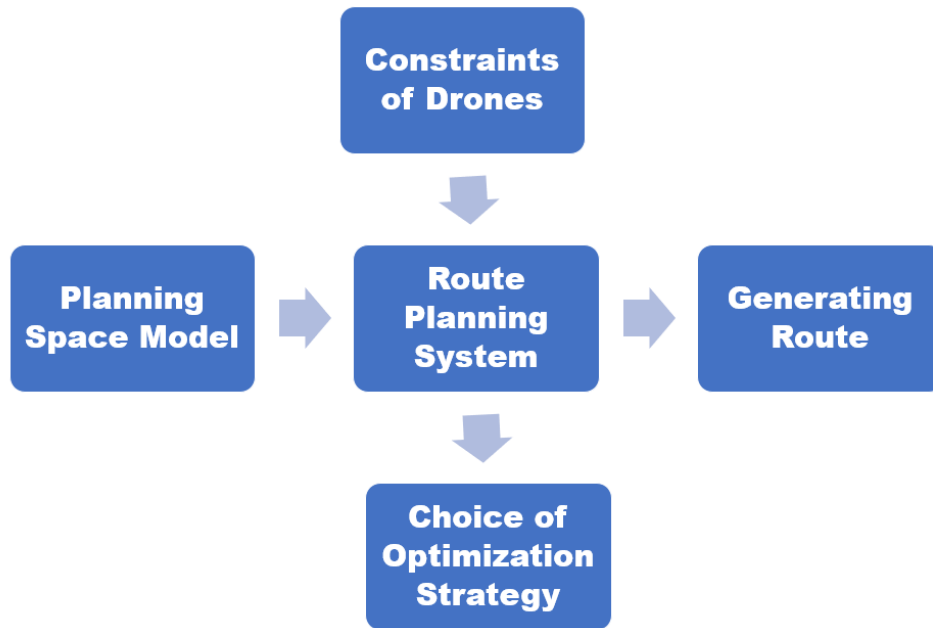 Constraints
of Drones
Planning
Space Model
Route
Planning
System
Generating
Route
Choice of
Optimization
Strategy